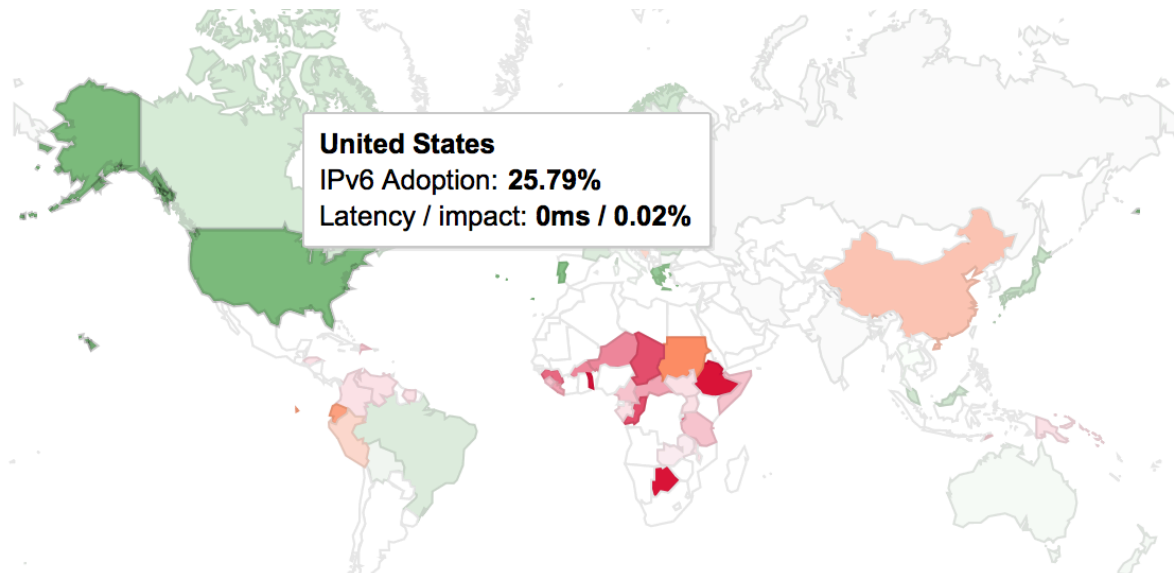 United States
IPv6 Adoption: 25.79%
Latency / impact: 0ms / 0.02%